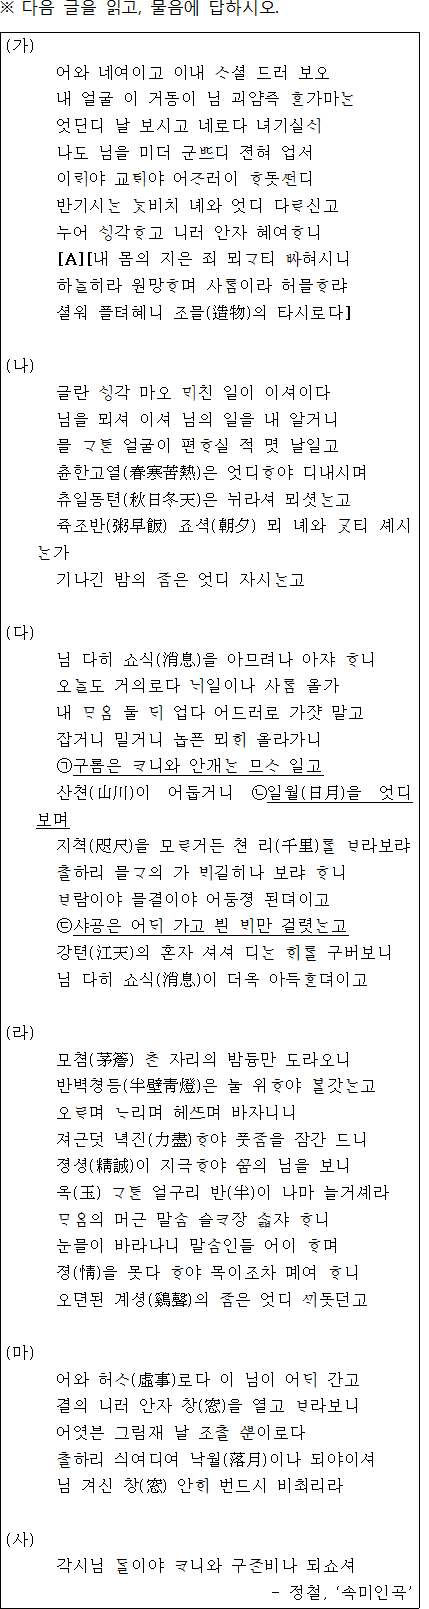 ※ 다음 글을 읽고, 물음에 답하시오.
(가)
어와 네여이고 이내 ᄉᆞ셜 드러 보오
내 얼굴 이 거동이 님 괴얌즉 ᄒᆞᆫ가마ᄂᆞᆫ
엇딘디 날 보시고 네로다 녀기실ᄉᆡ
나도 님을 미더 군ᄠᅳ디 젼혀 업서
이ᄅᆡ야 교ᄐᆡ야 어ᄌᆞ러이 ᄒᆞ돗ᄯᅥᆫ디
반기시ᄂᆞᆫ ᄂᆞᆺ비치 녜와 엇디 다ᄅᆞ신고
누어 ᄉᆡᆼ각ᄒᆞ고 니러 안자 혜여ᄒᆞ니
[A][내 몸의 지은 죄 뫼ᄀᆞ티 ᄡᅡ혀시니
하ᄂᆞᆯ히라 원망ᄒᆞ며 사ᄅᆞᆷ이라 허믈ᄒᆞ랴
셜워 플텨혜니 조믈(造物)의 타시로다]
(나)
글란 ᄉᆡᆼ각 마오 ᄆᆡ친 일이 이셔이다
님을 뫼셔 이셔 님의 일을 내 알거니
믈 ᄀᆞᄐᆞᆫ 얼굴이 편ᄒᆞ실 적 몃 날일고
츈한고열(春寒苦熱)은 엇디ᄒᆞ야 디내시며
츄일동텬(秋日冬天)은 뉘라셔 뫼셧ᄂᆞᆫ고
쥭조반(粥早飯) 죠셕(朝夕) 뫼 녜와 ᄀᆞᆺ티 셰시
ᄂᆞᆫ가
기나긴 밤의 ᄌᆞᆷ은 엇디 자시ᄂᆞᆫ고
(다)
님 다히 쇼식(消息)을 아므려나 아쟈 ᄒᆞ니
오ᄂᆞᆯ도 거의로다 ᄂᆡ일이나 사ᄅᆞᆷ 올가
내 ᄆᆞᄋᆞᆷ 둘 ᄃᆡ 업다 어드러로 가쟛 말고
잡거니 밀거니 놉픈 뫼ᄒᆡ 올라가니
㉠구롬은 ᄏᆞ니와 안개ᄂᆞᆫ 므ᄉᆞ 일고
산쳔(山川)이 어둡거니 ㉡일월(日月)을 엇디
보며
지쳑(咫尺)을 모ᄅᆞ거든 쳔 리(千里)ᄅᆞᆯ ᄇᆞ라보랴
ᄎᆞᆯ하리 믈ᄀᆞ의 가 ᄇᆡ길히나 보랴 ᄒᆞ니
ᄇᆞ람이야 믈결이야 어둥졍 된뎌이고
㉢샤공은 어ᄃᆡ 가고 븬 ᄇᆡ만 걸렷ᄂᆞᆫ고
강텬(江天)의 혼자 셔셔 디ᄂᆞᆫ ᄒᆡᄅᆞᆯ 구버보니
님 다히 쇼식(消息)이 더욱 아득ᄒᆞᆫ뎌이고
(라)
모쳠(茅簷) ᄎᆞᆫ 자리의 밤듕만 도라오니
반벽쳥등(半壁靑燈)은 눌 위ᄒᆞ야 ᄇᆞᆯ갓ᄂᆞᆫ고
오ᄅᆞ며 ᄂᆞ리며 헤ᄯᅳ며 바자니니
져근덧 녁진(力盡)ᄒᆞ야 풋ᄌᆞᆷ을 잠간 드니
졍셩(精誠)이 지극ᄒᆞ야 ᄭᅮᆷ의 님을 보니
옥(玉) ᄀᆞᄐᆞᆫ 얼구리 반(半)이 나마 늘거셰라
ᄆᆞᄋᆞᆷ의 머근 말ᄉᆞᆷ 슬ᄏᆞ장 ᄉᆞᆲ쟈 ᄒᆞ니
눈믈이 바라나니 말ᄉᆞᆷ인들 어이 ᄒᆞ며
졍(情)을 못다 ᄒᆞ야 목이조차 몌여 ᄒᆞ니
오뎐된 계셩(鷄聲)의 ᄌᆞᆷ은 엇디 ᄭᆡ돗던고
(마)
어와 허ᄉᆞ(虛事)로다 이 님이 어ᄃᆡ 간고
결의 니러 안자 창(窓)을 열고 ᄇᆞ라보니
어엿븐 그림재 날 조ᄎᆞᆯ ᄲᅮᆫ이로다
ᄎᆞᆯ하리 싀여디여 낙월(落月)이나 되야이셔
님 겨신 창(窓) 안ᄒᆡ 번드시 비최리라
(사)
각시님 ᄃᆞᆯ이야 ᄏᆞ니와 구ᄌᆞᆫ비나 되쇼셔
- 정철, ‘속미인곡’